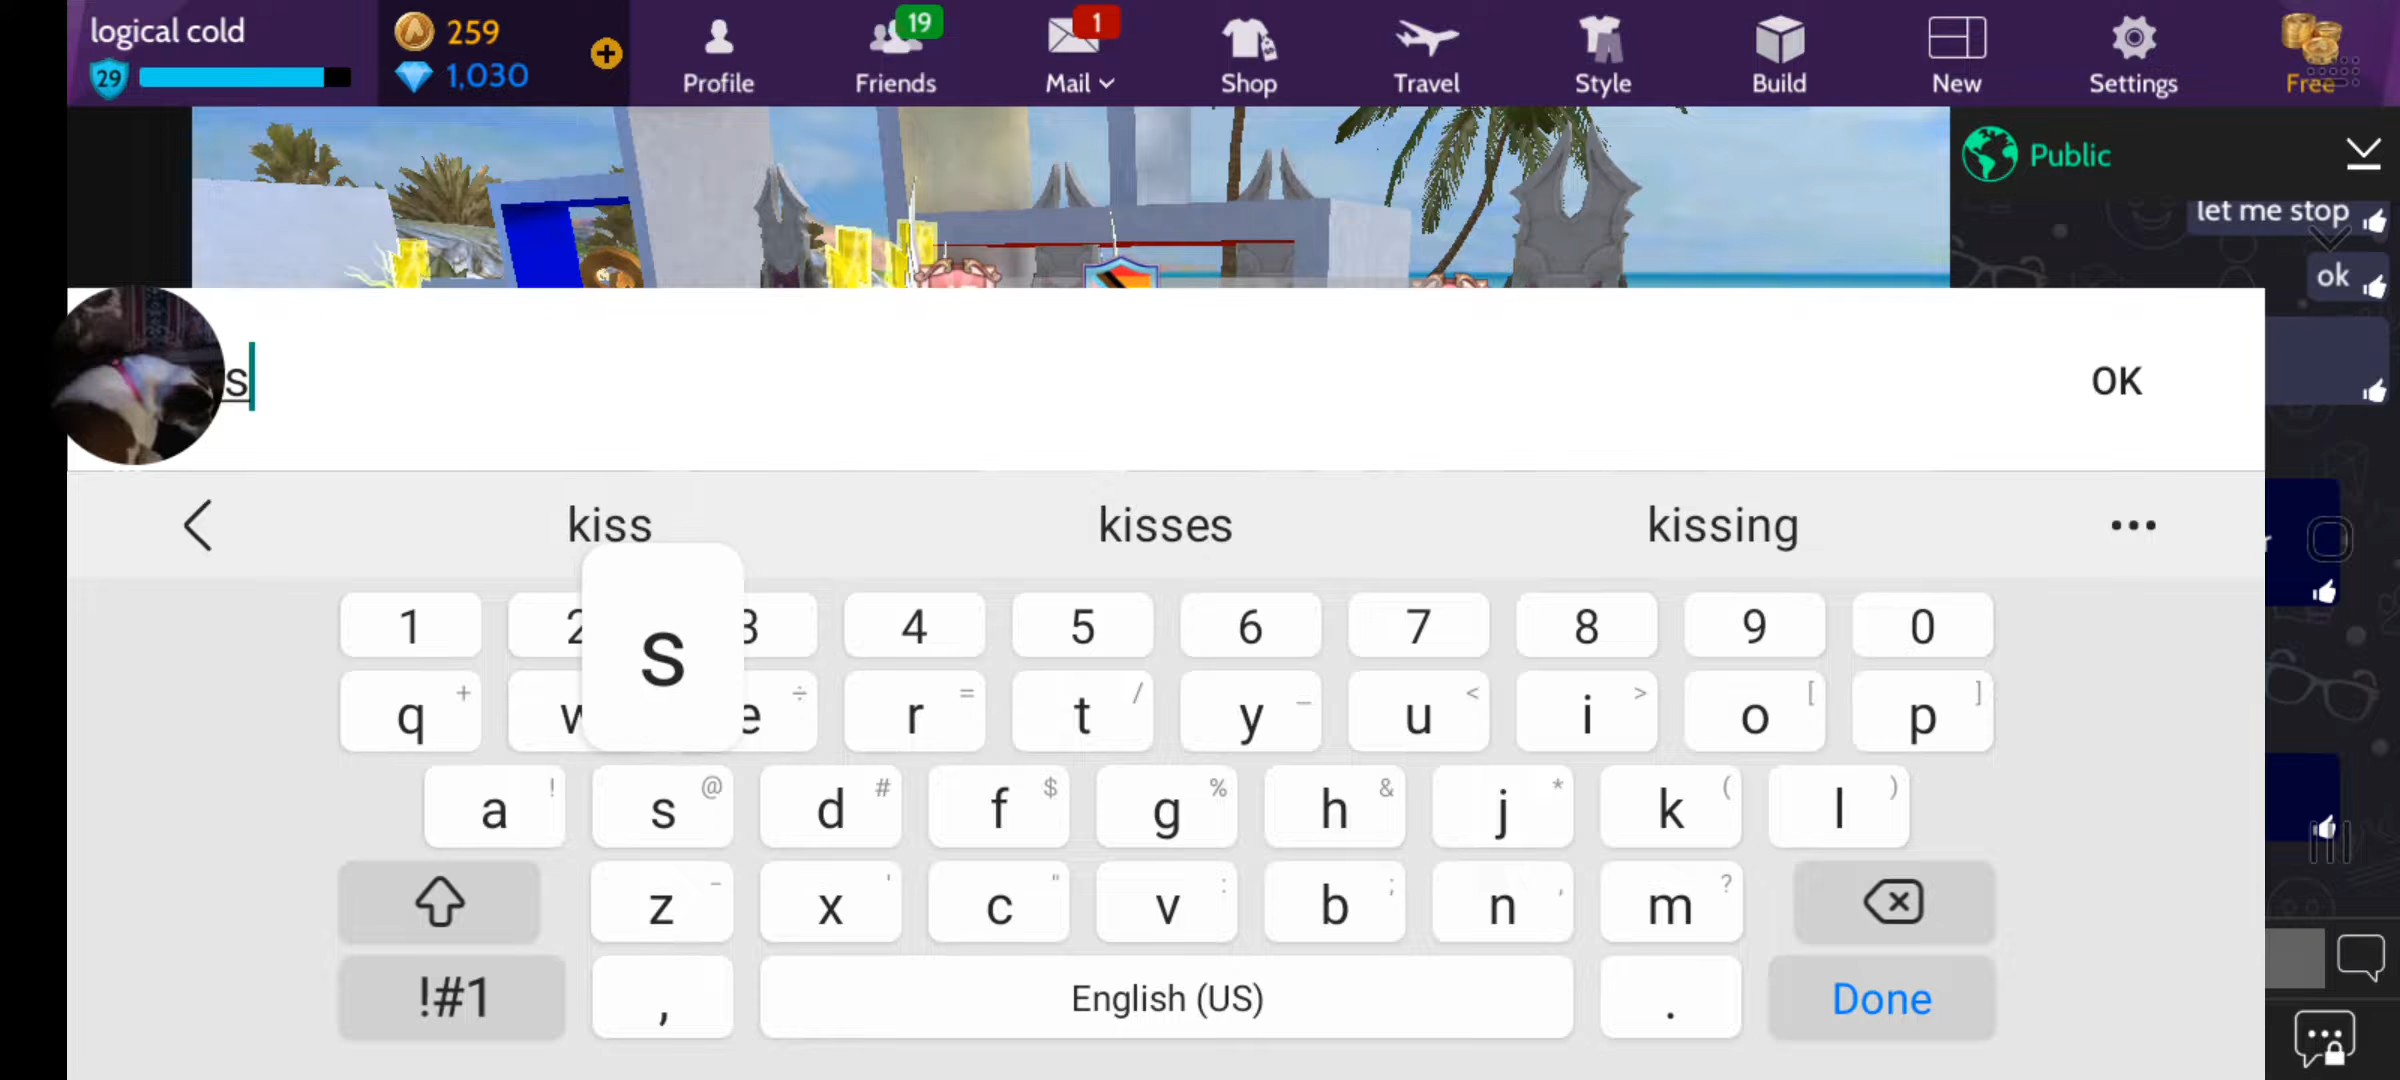 logical cold
29
259
1,030
Profile
19
Friends
1
Mail
Shop
Travel
Style
Build
New
Settings
Free
Public
let me stop
ok
s
OK
kiss kisses kissing
s
1 2 3 4 5 6 7 8 9 0
q + w e ÷ r = t / y _ u < i > o [ p ]
a ! s @ d # f $ g % h & j * k ( l )
z - x ' c " v : b ; n , m ?
!#1 , English (US) . Done